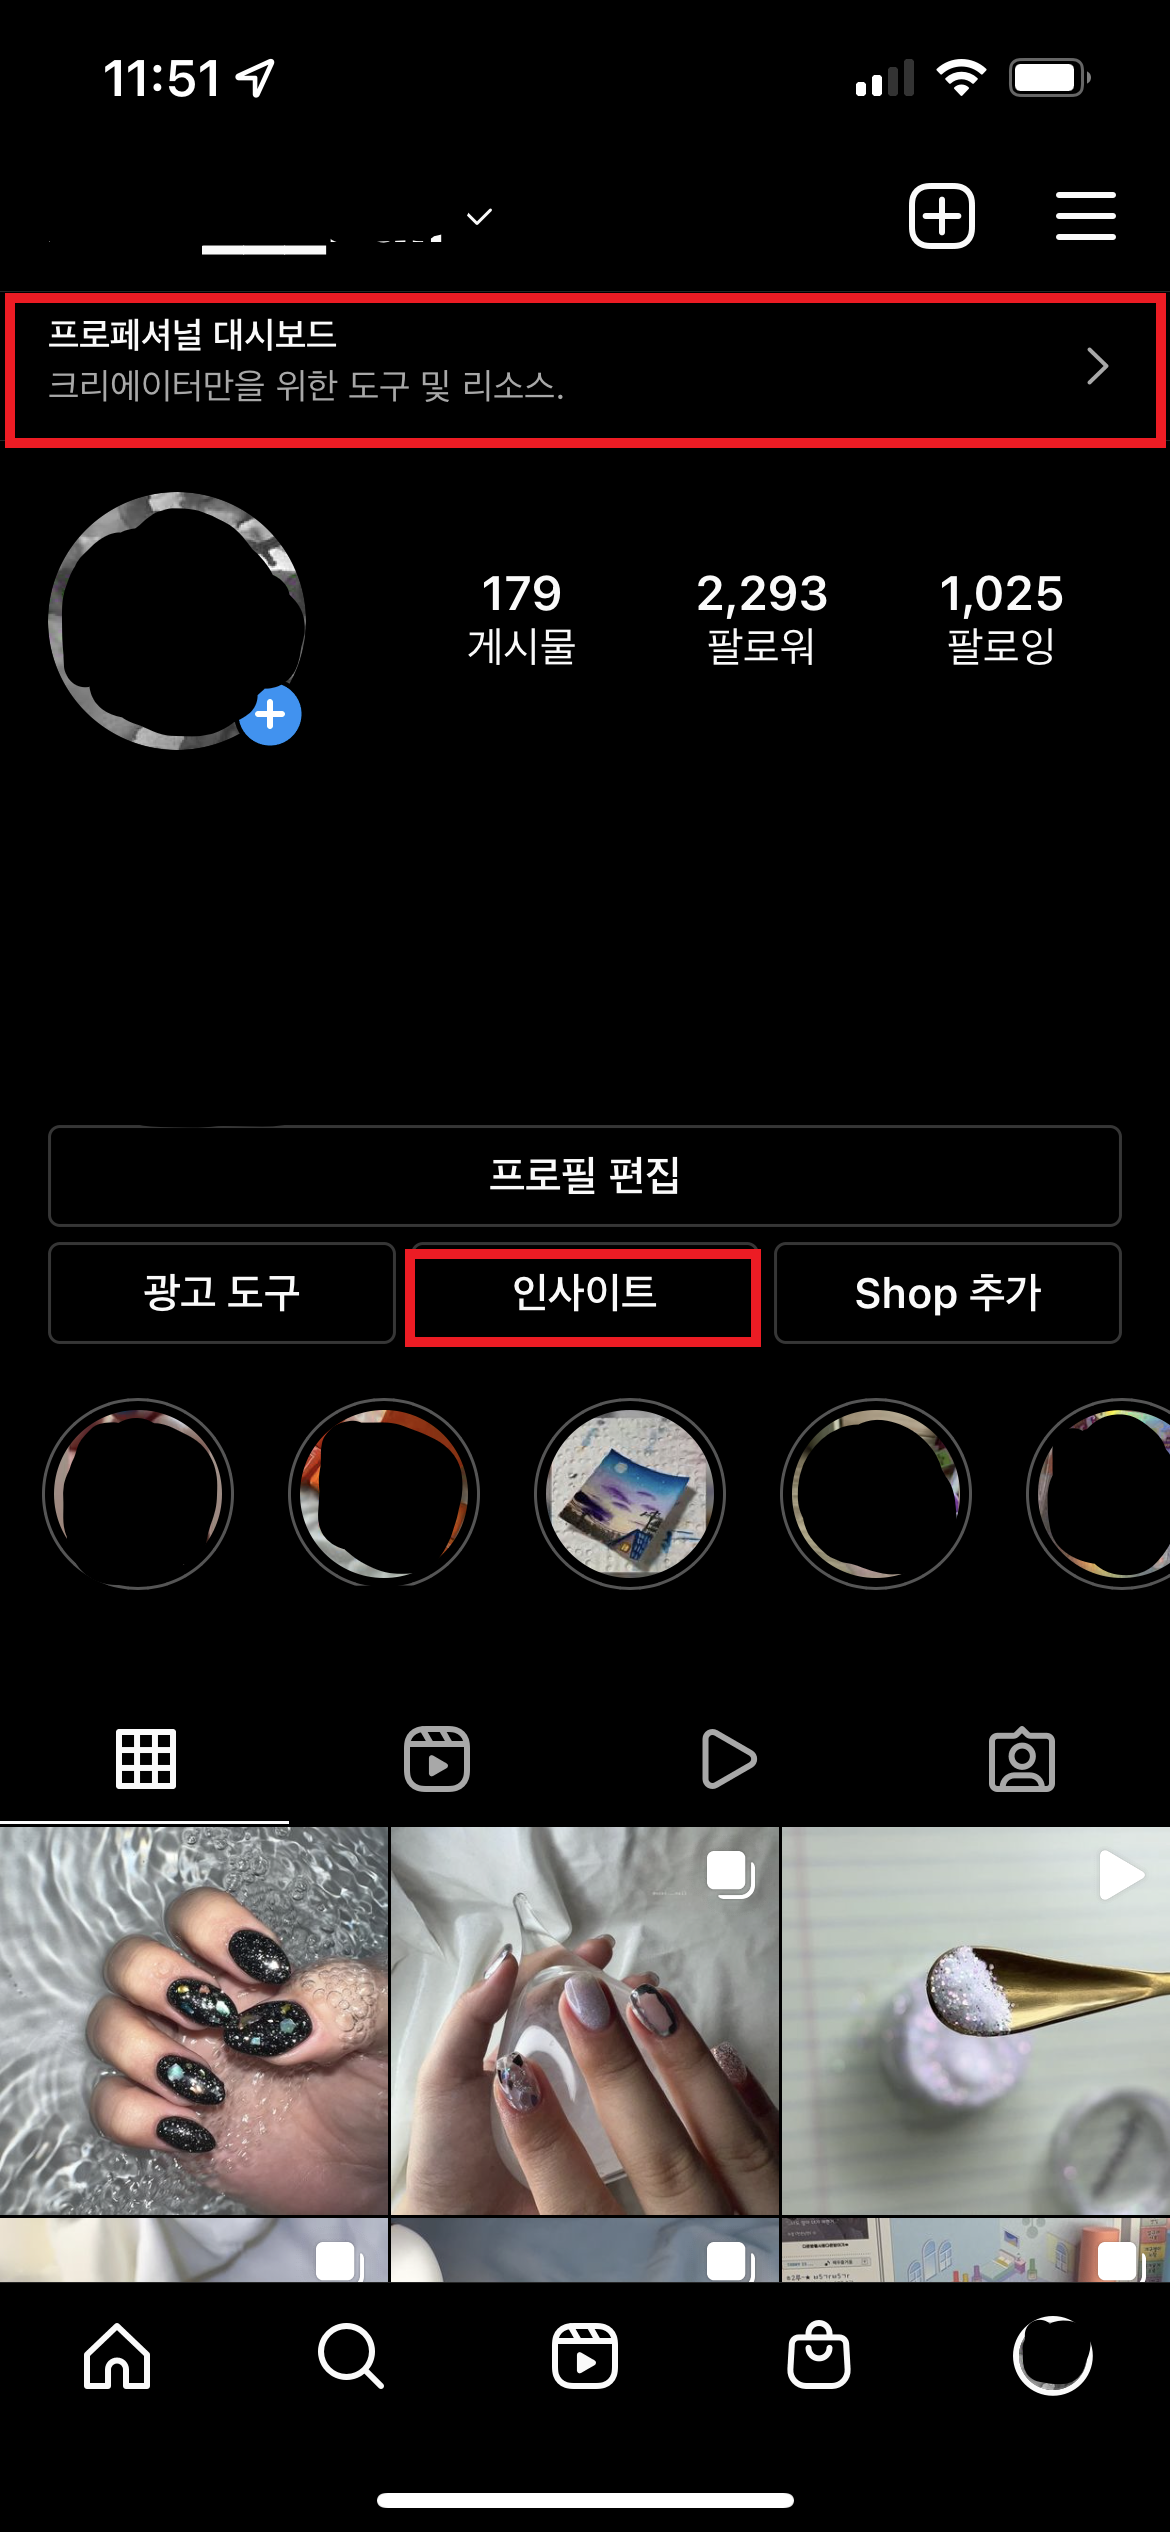 11:51
프로페셔널 대시보드
크리에이터만을 위한 도구 및 리소스.
179 2,293 1,025
게시물 팔로워 팔로잉
프로필 편집
광고 도구 인사이트 Shop 추가